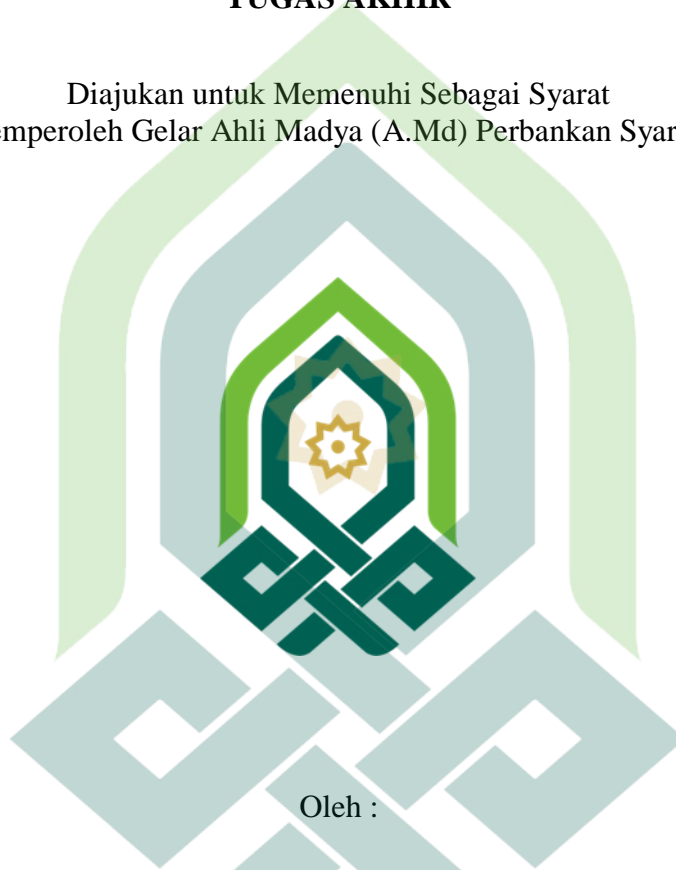 TUGAS AKHIR
Diajukan untuk Memenuhi Sebagai Syarat
emperoleh Gelar Ahli Madya (A.Md) Perbankan Syar
Oleh :